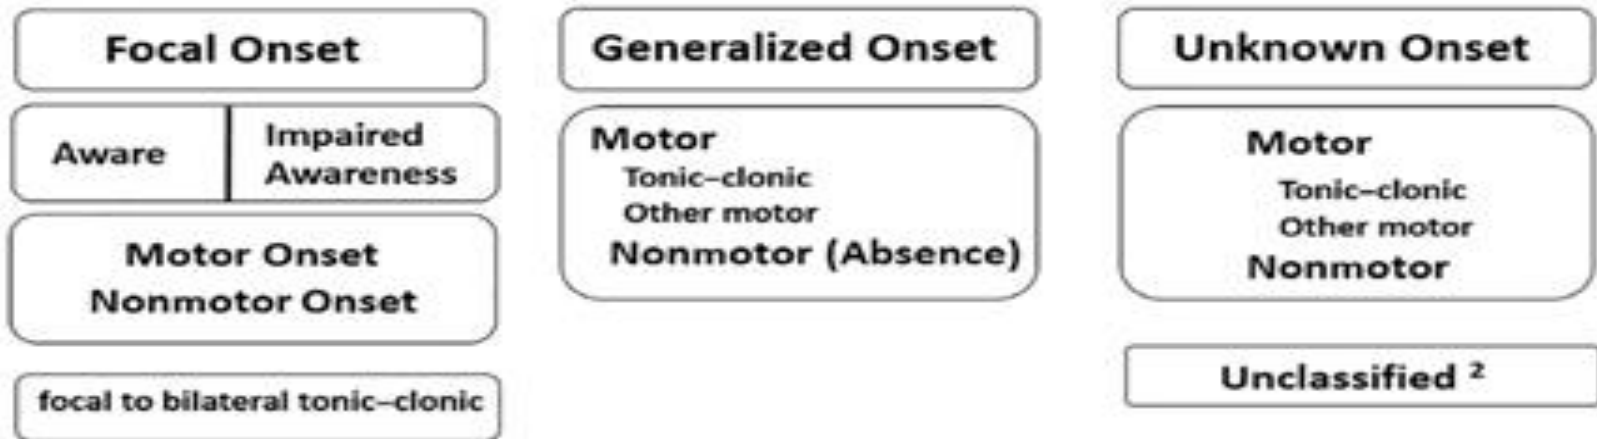 Focal Onset
Aware
Impaired
Awareness
Motor Onset
Nonmotor Onset
focal to bilateral tonic–clonic
Generalized Onset
Motor
Tonic–clonic
Other motor
Nonmotor (Absence)
Unknown Onset
Motor
Tonic–clonic
Other motor
Nonmotor
Unclassified ²